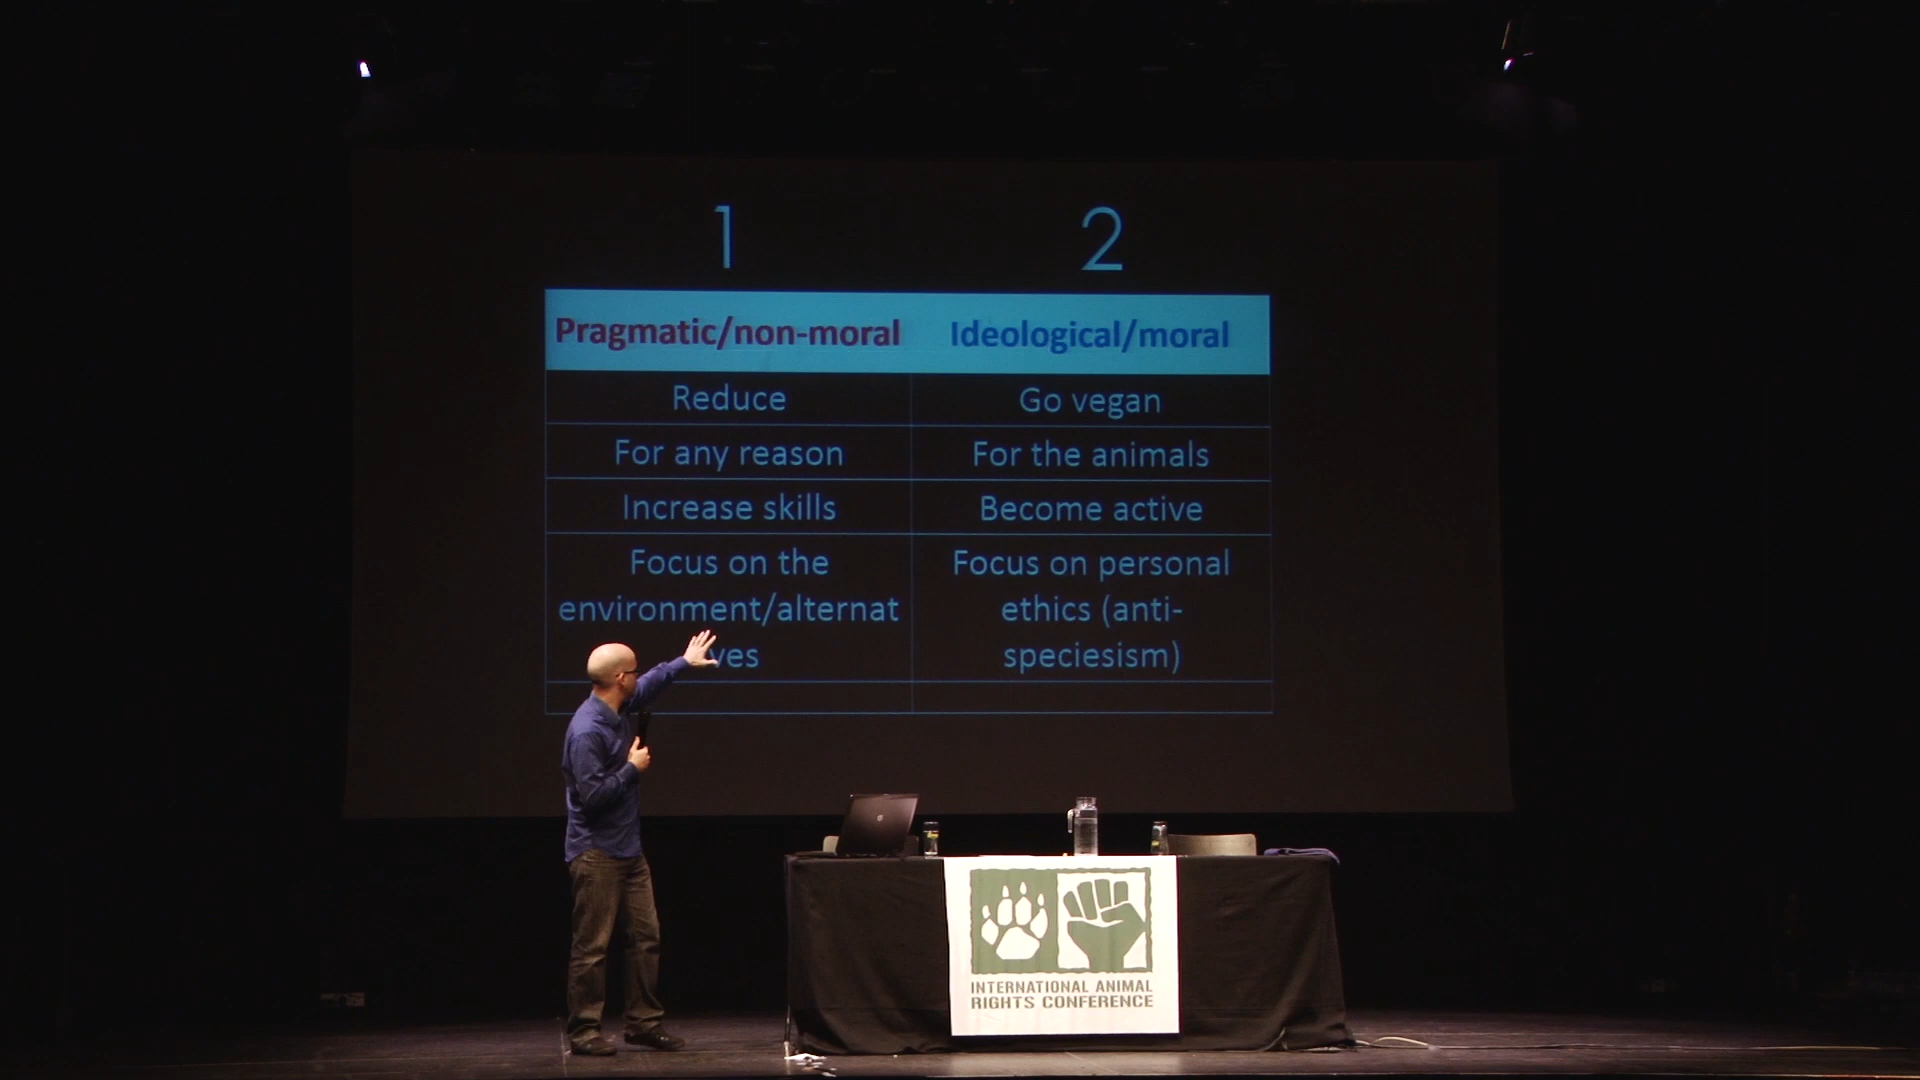 1 2
Pragmatic/non-moral Ideological/moral
Reduce Go vegan
For any reason For the animals
Increase skills Become active
Focus on the Focus on personal
environment/alternat ethics (anti-
ves speciesism)
INTERNATIONAL ANIMAL
RIGHTS CONFERENCE